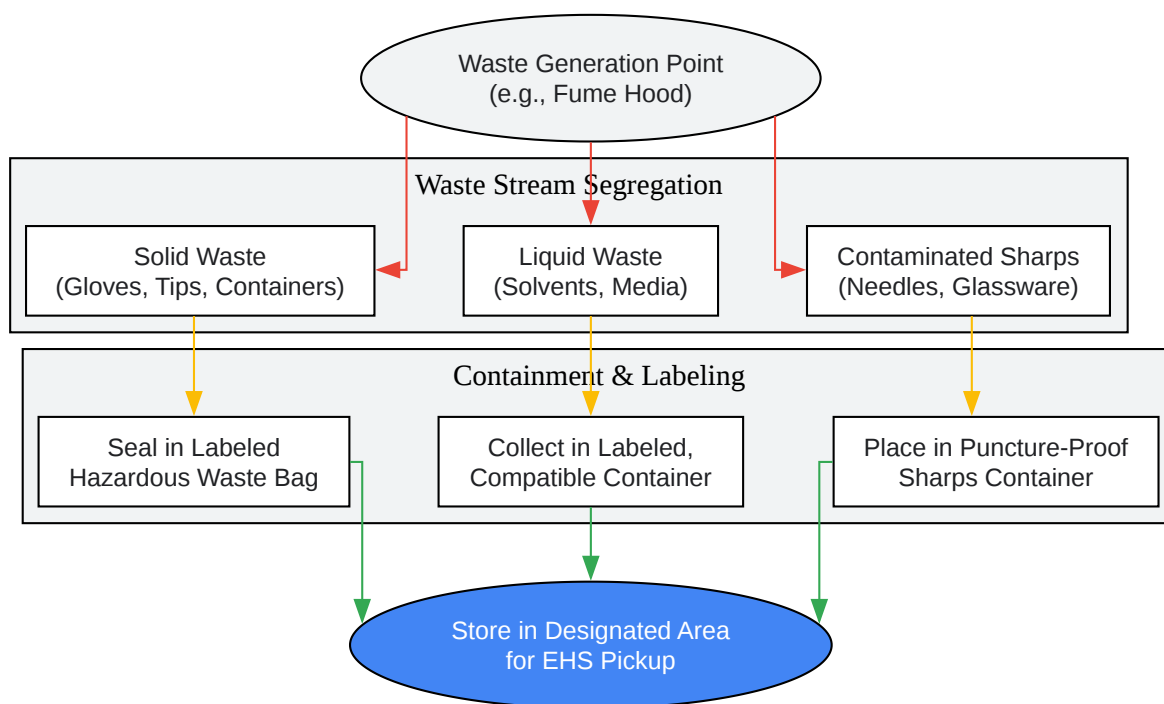 Waste Generation Point
(e.g., Fume Hood)
Waste Stream Segregation
Solid Waste
(Gloves, Tips, Containers)
Liquid Waste
(Solvents, Media)
Contaminated Sharps
(Needles, Glassware)
Containment & Labeling
Seal in Labeled
Hazardous Waste Bag
Collect in Labeled,
Compatible Container
Place in Puncture-Proof
Sharps Container
Store in Designated Area
for EHS Pickup